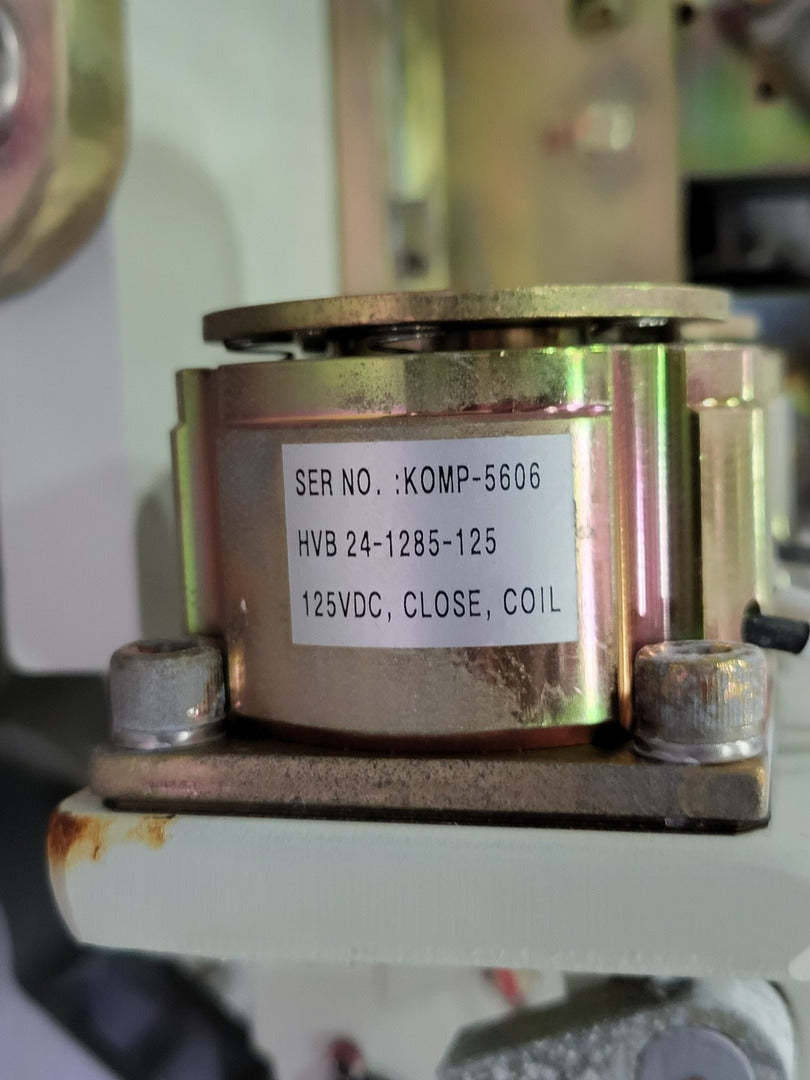 SER NO. :KOMP-5606
HVB 24-1285-125
125VDC, CLOSE, COIL